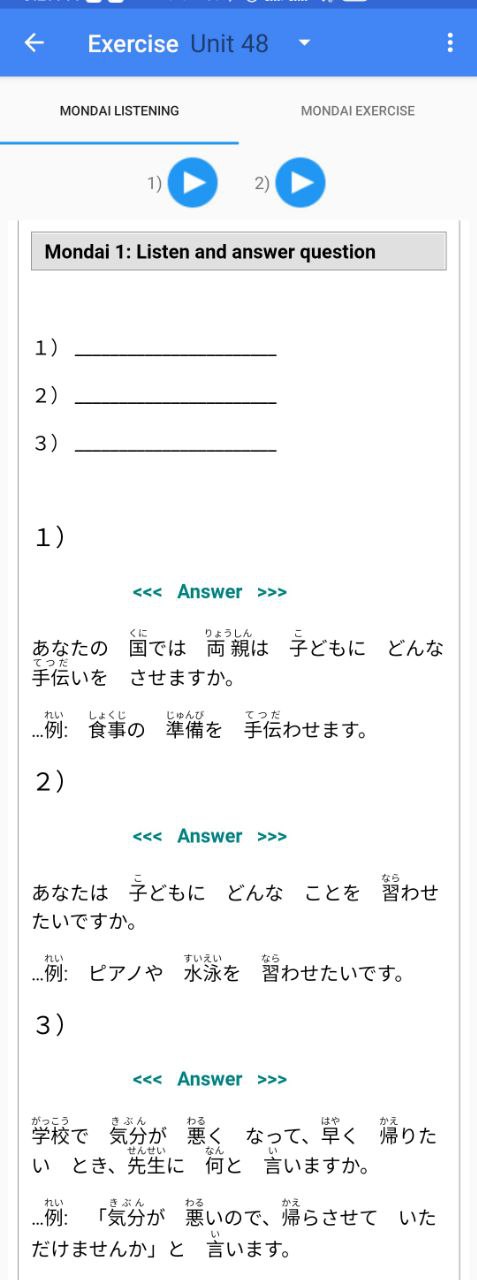 Exercise Unit 48
MONDAI LISTENING MONDAI EXERCISE
1) 2)
Mondai 1: Listen and answer question
1)
2)
3)
1)
<<< Answer >>>
くに りょうしん こ
あなたの 国では 両親は 子どもに どんな
てつだ
手伝いを させますか。
れい しょくじ じゅんび てつだ
...例: 食事の 準備を 手伝わせます。
2)
<<< Answer >>>
こ なら
あなたは 子どもに どんな ことを 習わせ
たいですか。
れい すいえい なら
...例: ピアノや 水泳を 習わせたいです。
3)
<<< Answer >>>
がっこう きぶん わる はや かえ
学校で 気分が 悪く なって、早く 帰りた
せんせい なん い
い とき、先生に 何と 言いますか。
れい きぶん わる かえ
...例: 「気分が 悪いので、帰らせて いた
い
だけませんか」と 言います。